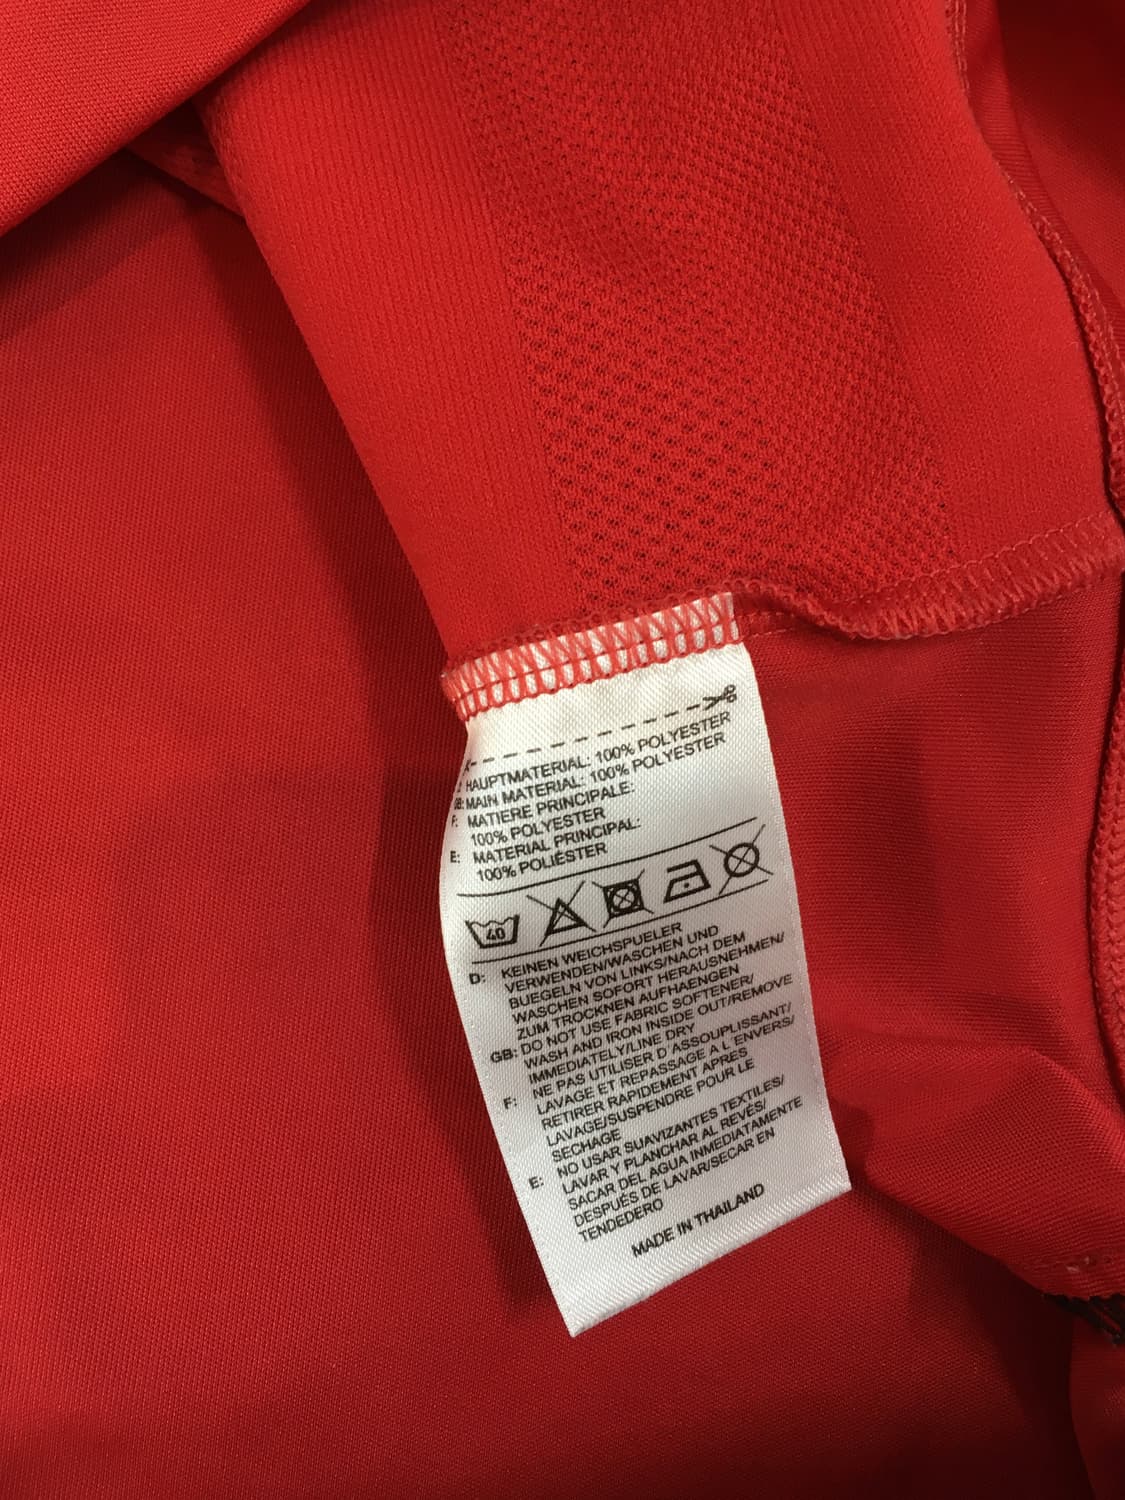 HAUPTMATERIAL: 100% POLYESTER
GB: MAIN MATERIAL: 100% POLYESTER
F: MATIERE PRINCIPALE:
100% POLYESTER
E: MATERIAL PRINCIPAL:
100% POLIÉSTER
40
D: KEINEN WEICHSPUELER
VERWENDEN/WASCHEN UND
BUEGELN VON LINKS/NACH DEM
WASCHEN SOFORT HERAUSNEHMEN/
ZUM TROCKNEN AUFHAENGEN
GB: DO NOT USE FABRIC SOFTENER/
WASH AND IRON INSIDE OUT/REMOVE
IMMEDIATELY/LINE DRY
F: NE PAS UTILISER D´ASSOUPLISSANT/
LAVAGE ET REPASSAGE A L´ENVERS/
RETIRER RAPIDEMENT APRES
LAVAGE/SUSPENDRE POUR LE
SECHAGE
E: NO USAR SUAVIZANTES TEXTILES/
LAVAR Y PLANCHAR AL REVÉS/
SACAR DEL AGUA INMEDIATAMENTE
DESPUÉS DE LAVAR/SECAR EN
TENDEDERO
MADE IN THAILAND